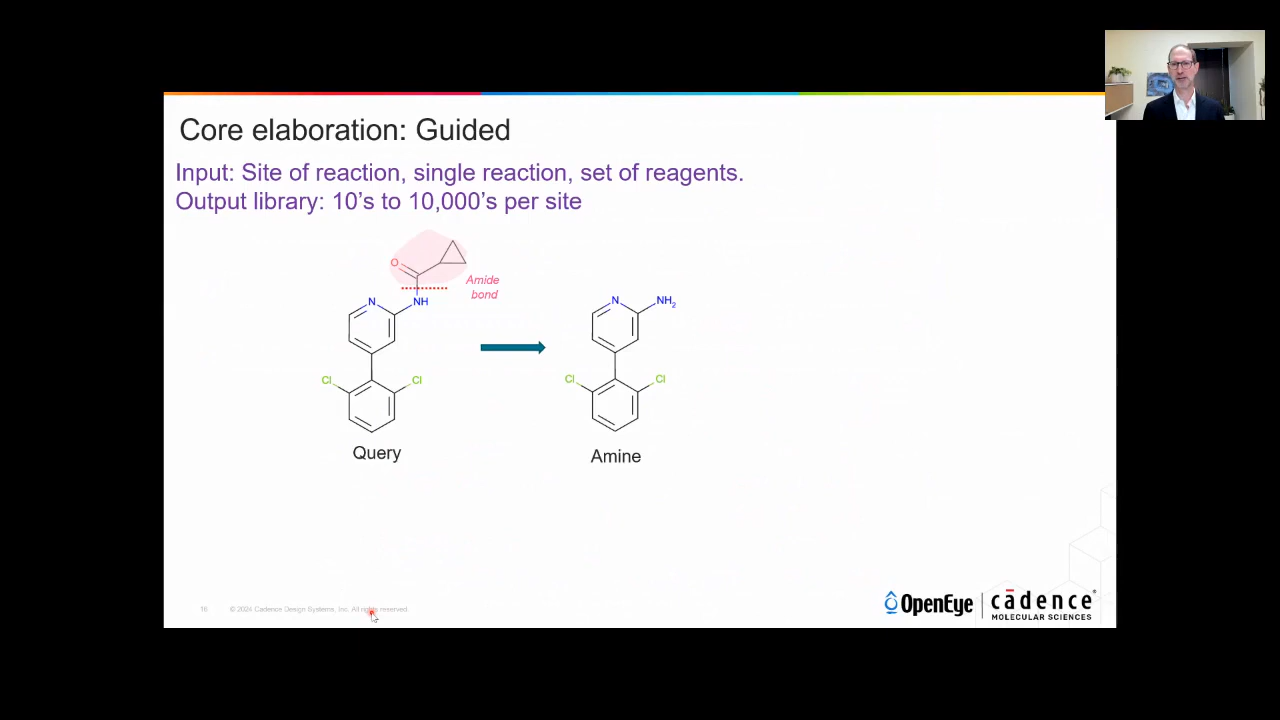 Core elaboration: Guided
Input: Site of reaction, single reaction, set of reagents.
Output library: 10's to 10,000's per site
O
Amide
bond
N
NH
N
NH2
Cl
Cl
Cl
Cl
Query
Amine
16
© 2024 Cadence Design Systems, Inc. All rights reserved.
OpenEye
cādence®
MOLECULAR SCIENCES